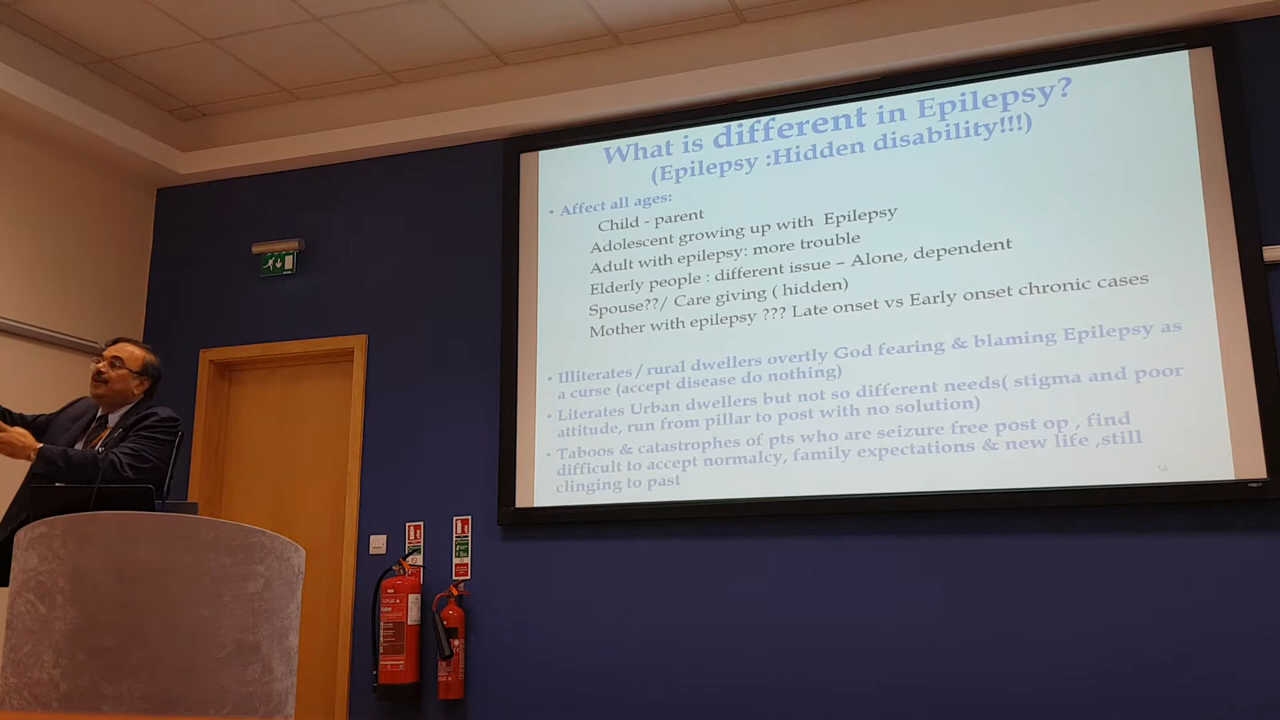 What is different in Epilepsy?
(Epilepsy :Hidden disability!!!)
• Affect all ages:
Child - parent
Adolescent growing up with Epilepsy
Adult with epilepsy: more trouble
Elderly people : different issue – Alone, dependent
Spouse??/ Care giving ( hidden)
Mother with epilepsy ??? Late onset vs Early onset chronic cases
• Illiterates / rural dwellers overtly God fearing & blaming Epilepsy as
a curse (accept disease do nothing)
• Literates Urban dwellers but not so different needs( stigma and poor
attitude, run from pillar to post with no solution)
• Taboos & catastrophes of pts who are seizure free post op , find
difficult to accept normalcy, family expectations & new life ,still
clinging to past